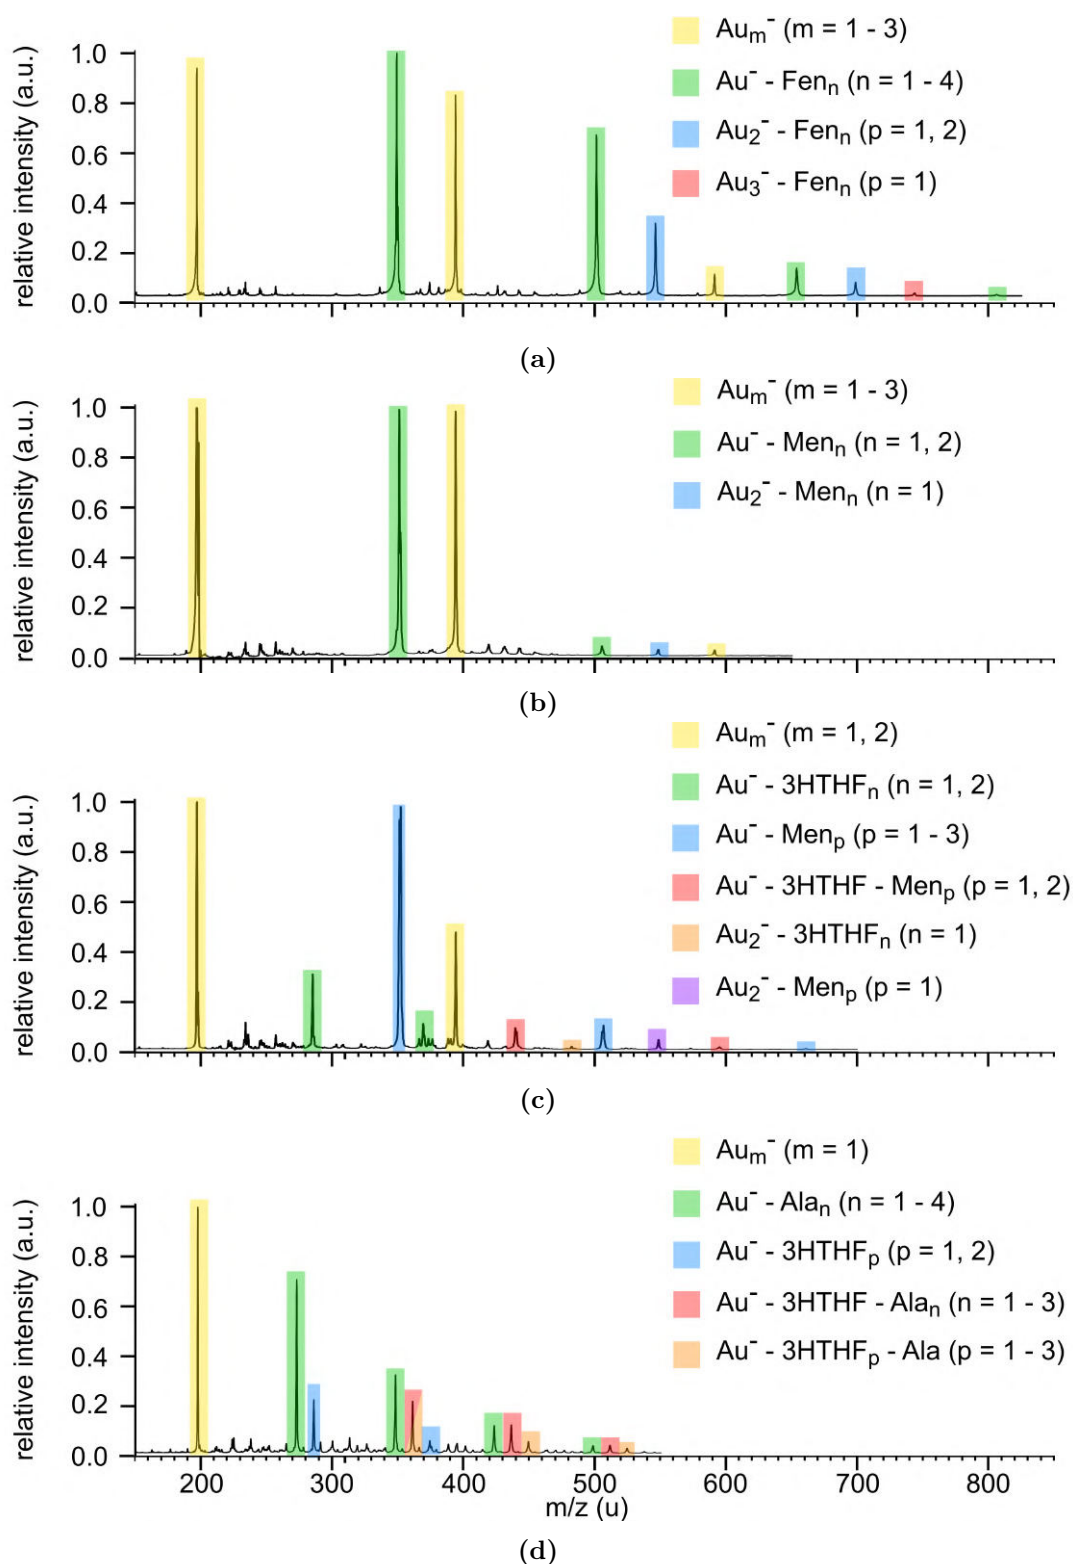 relative intensity (a.u.)
1.0
0.8
0.6
0.4
0.2
0.0
Auₘ⁻ (m = 1 - 3)
Au⁻ - Fenₙ (n = 1 - 4)
Au₂⁻ - Fenₙ (p = 1, 2)
Au₃⁻ - Fenₙ (p = 1)
(a)
relative intensity (a.u.)
1.0
0.8
0.6
0.4
0.2
0.0
Auₘ⁻ (m = 1 - 3)
Au⁻ - Menₙ (n = 1, 2)
Au₂⁻ - Menₙ (n = 1)
(b)
relative intensity (a.u.)
1.0
0.8
0.6
0.4
0.2
0.0
Auₘ⁻ (m = 1, 2)
Au⁻ - 3HTHFₙ (n = 1, 2)
Au⁻ - Menₚ (p = 1 - 3)
Au⁻ - 3HTHF - Menₚ (p = 1, 2)
Au₂⁻ - 3HTHFₙ (n = 1)
Au₂⁻ - Menₚ (p = 1)
(c)
relative intensity (a.u.)
1.0
0.8
0.6
0.4
0.2
0.0
Auₘ⁻ (m = 1)
Au⁻ - Alaₙ (n = 1 - 4)
Au⁻ - 3HTHFₚ (p = 1, 2)
Au⁻ - 3HTHF - Alaₙ (n = 1 - 3)
Au⁻ - 3HTHFₚ - Ala (p = 1 - 3)
200 300 400 500 600 700 800
m/z (u)
(d)